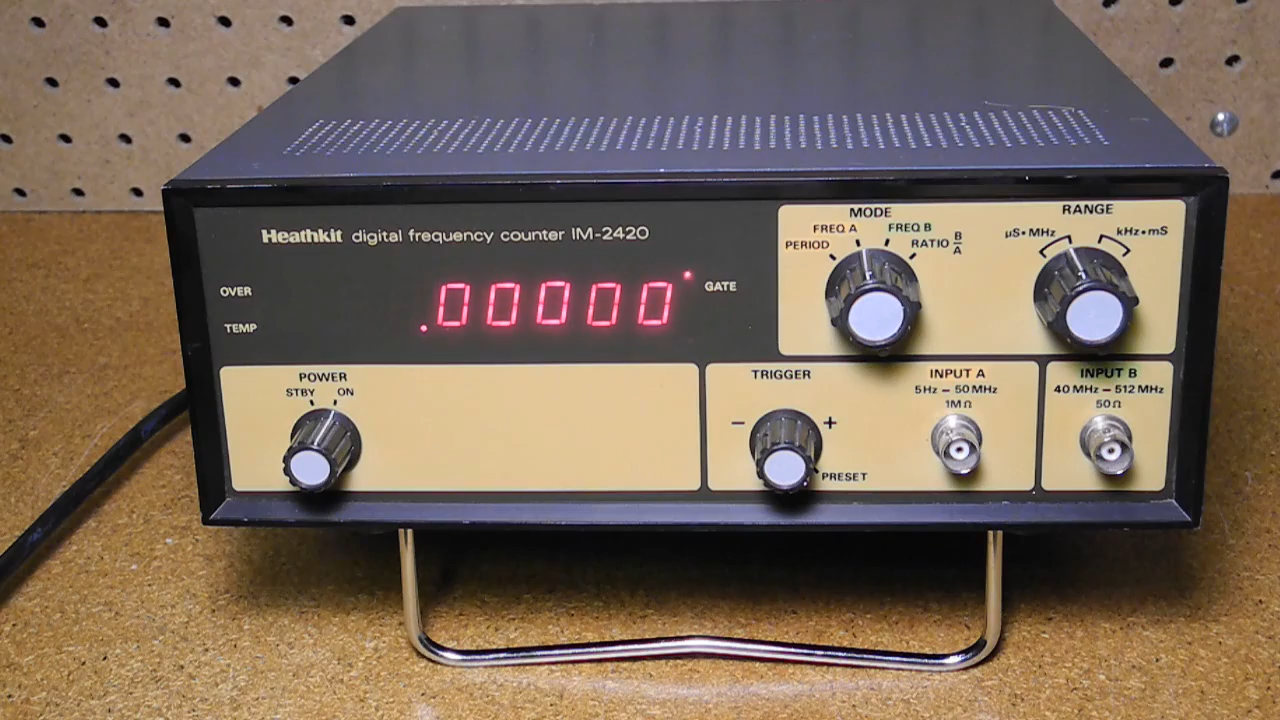 Heathkit digital frequency counter IM-2420
OVER
TEMP
.00000
GATE
MODE
PERIOD
FREQ A
FREQ B
RATIO B/A
RANGE
µS•MHz
kHz•mS
POWER
STBY
ON
TRIGGER
−
+
PRESET
INPUT A
5Hz – 50MHz
1MΩ
INPUT B
40 MHz – 512 MHz
50Ω